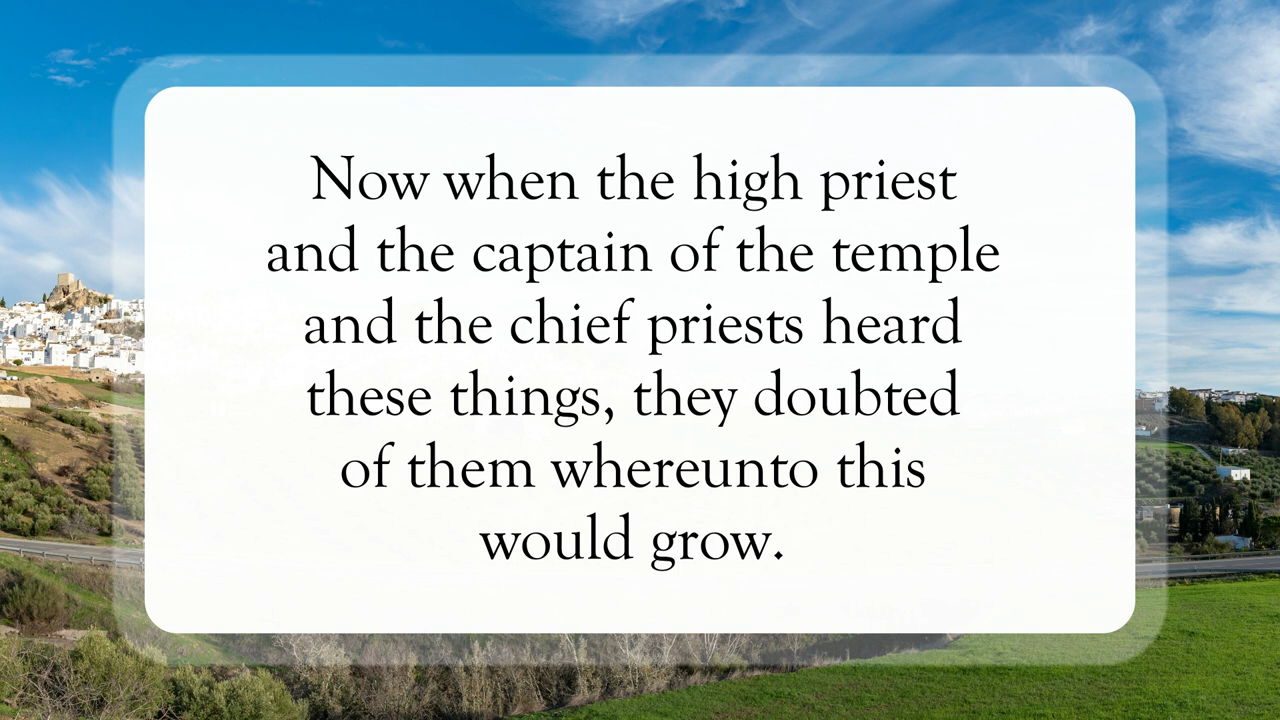 Now when the high priest
and the captain of the temple
and the chief priests heard
these things, they doubted
of them whereunto this
would grow.